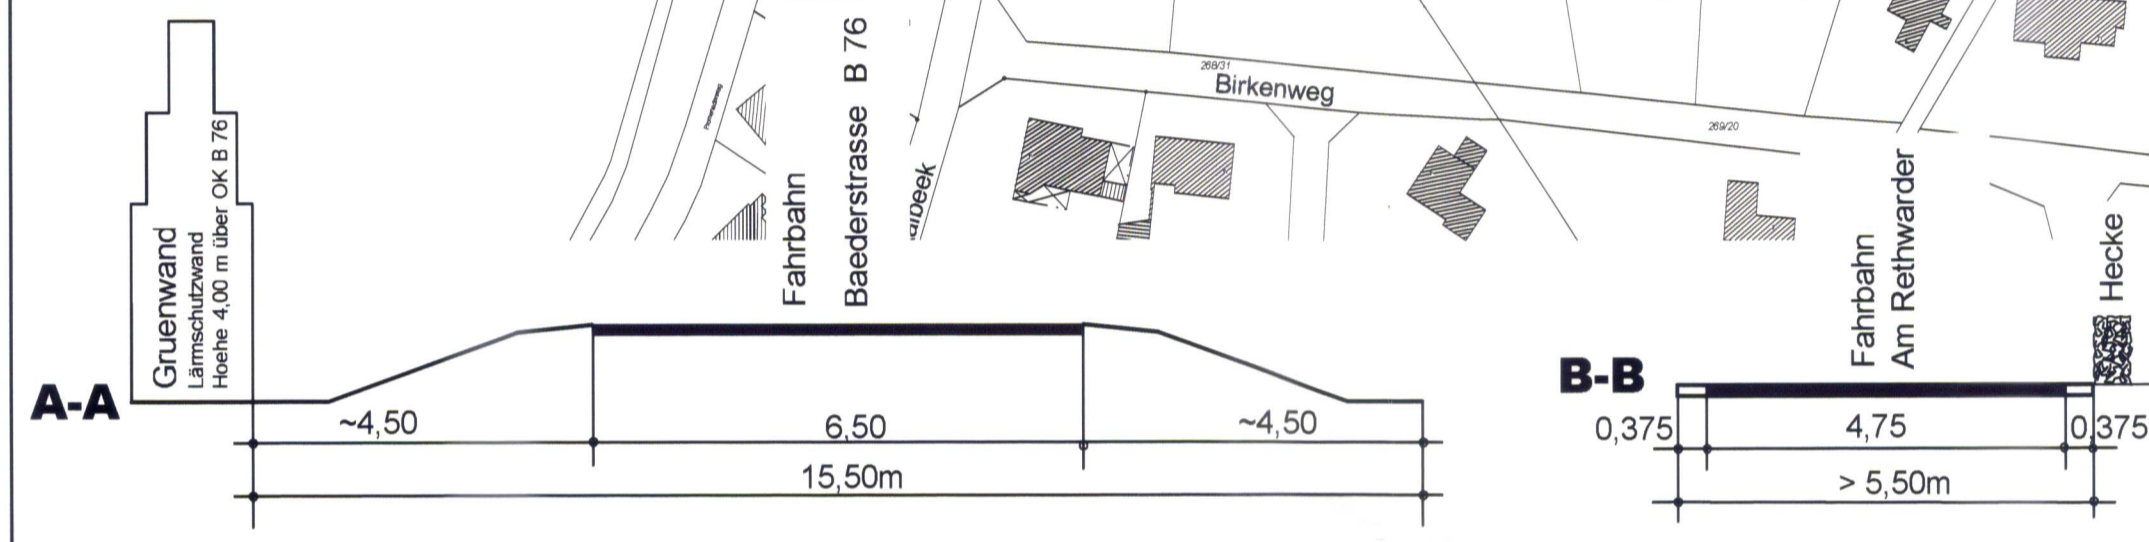 Gruenwand
Lärmschutzwand
Hoehe 4,00 m über OK B 76
A-A
~4,50
6,50
~4,50
15,50m
Fahrbahn
Baederstrasse B 76
268/31
Birkenweg
269/20
B-B
Fahrbahn
Am Rethwarder
Hecke
0,375
4,75
0,375
> 5,50m